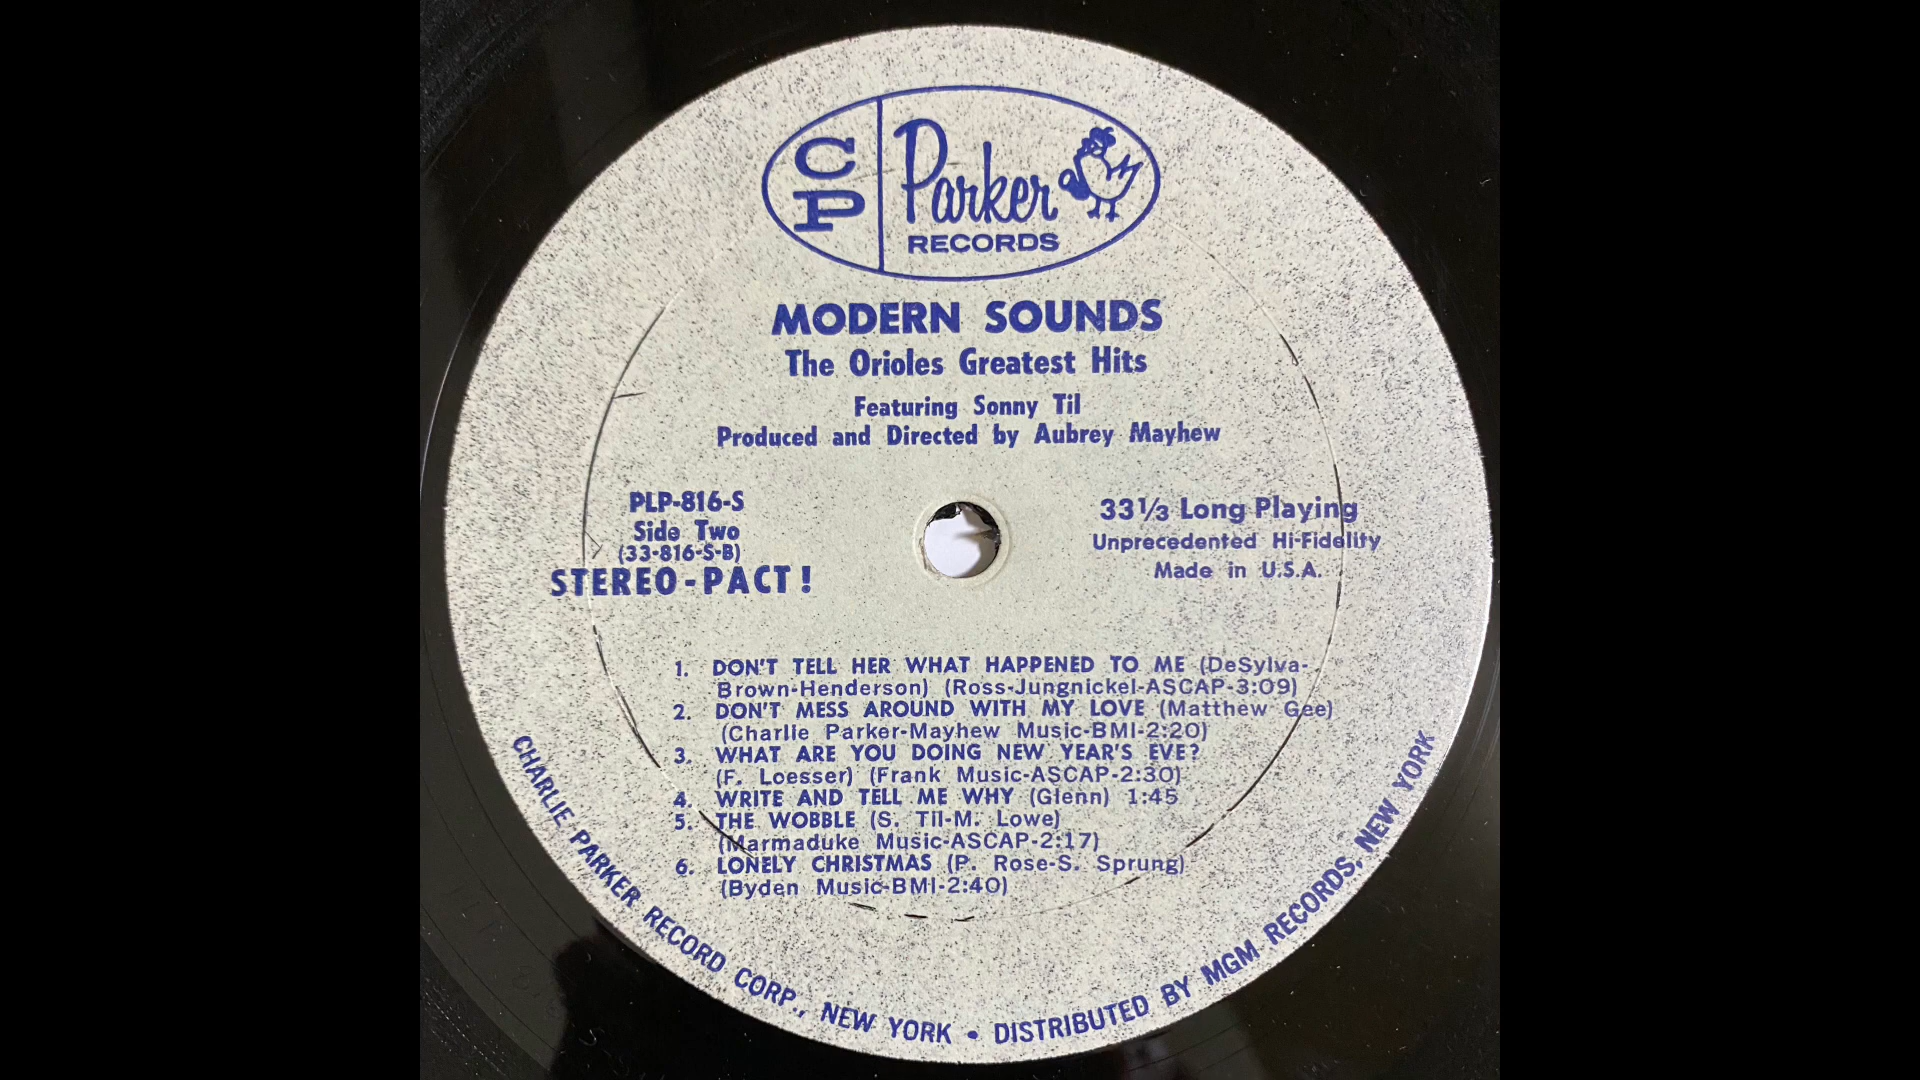 CP
Parker
RECORDS
MODERN SOUNDS
The Orioles Greatest Hits
Featuring Sonny Til
Produced and Directed by Aubrey Mayhew
PLP-816-S
Side Two
(33-816-S-B)
STEREO-PACT!
33 1/3 Long Playing
Unprecedented Hi-Fidelity
Made in U.S.A.
1. DON'T TELL HER WHAT HAPPENED TO ME (DeSylva-
Brown-Henderson) (Ross-Jungnickel-ASCAP-3:09)
2. DON'T MESS AROUND WITH MY LOVE (Matthew Gee)
(Charlie Parker-Mayhew Music-BMI-2:20)
3. WHAT ARE YOU DOING NEW YEAR'S EVE?
(F. Loesser) (Frank Music-ASCAP-2:30)
4. WRITE AND TELL ME WHY (Glenn) 1:45
5. THE WOBBLE (S. Til-M. Lowe)
(Marmaduke Music-ASCAP-2:17)
6. LONELY CHRISTMAS (P. Rose-S. Sprung)
(Byden Music-BMI-2:40)
CHARLIE PARKER RECORD CORP., NEW YORK • DISTRIBUTED BY MGM RECORDS, NEW YORK